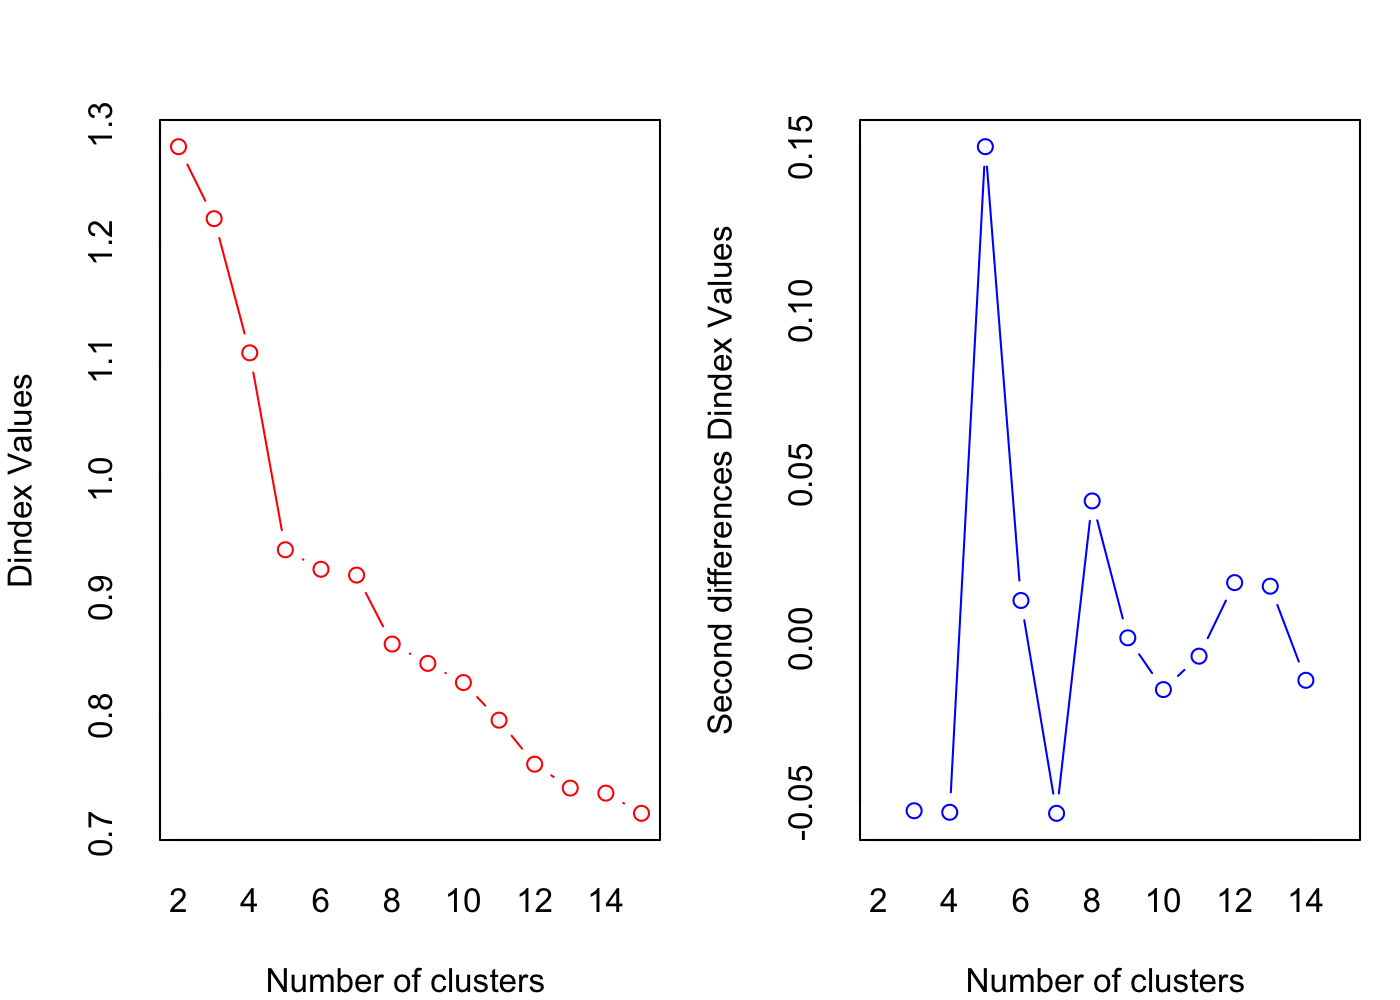 Dindex Values
1.3
1.2
1.1
1.0
0.9
0.8
0.7
2 4 6 8 10 12 14
Number of clusters
Second differences Dindex Values
0.15
0.10
0.05
0.00
-0.05
2 4 6 8 10 12 14
Number of clusters